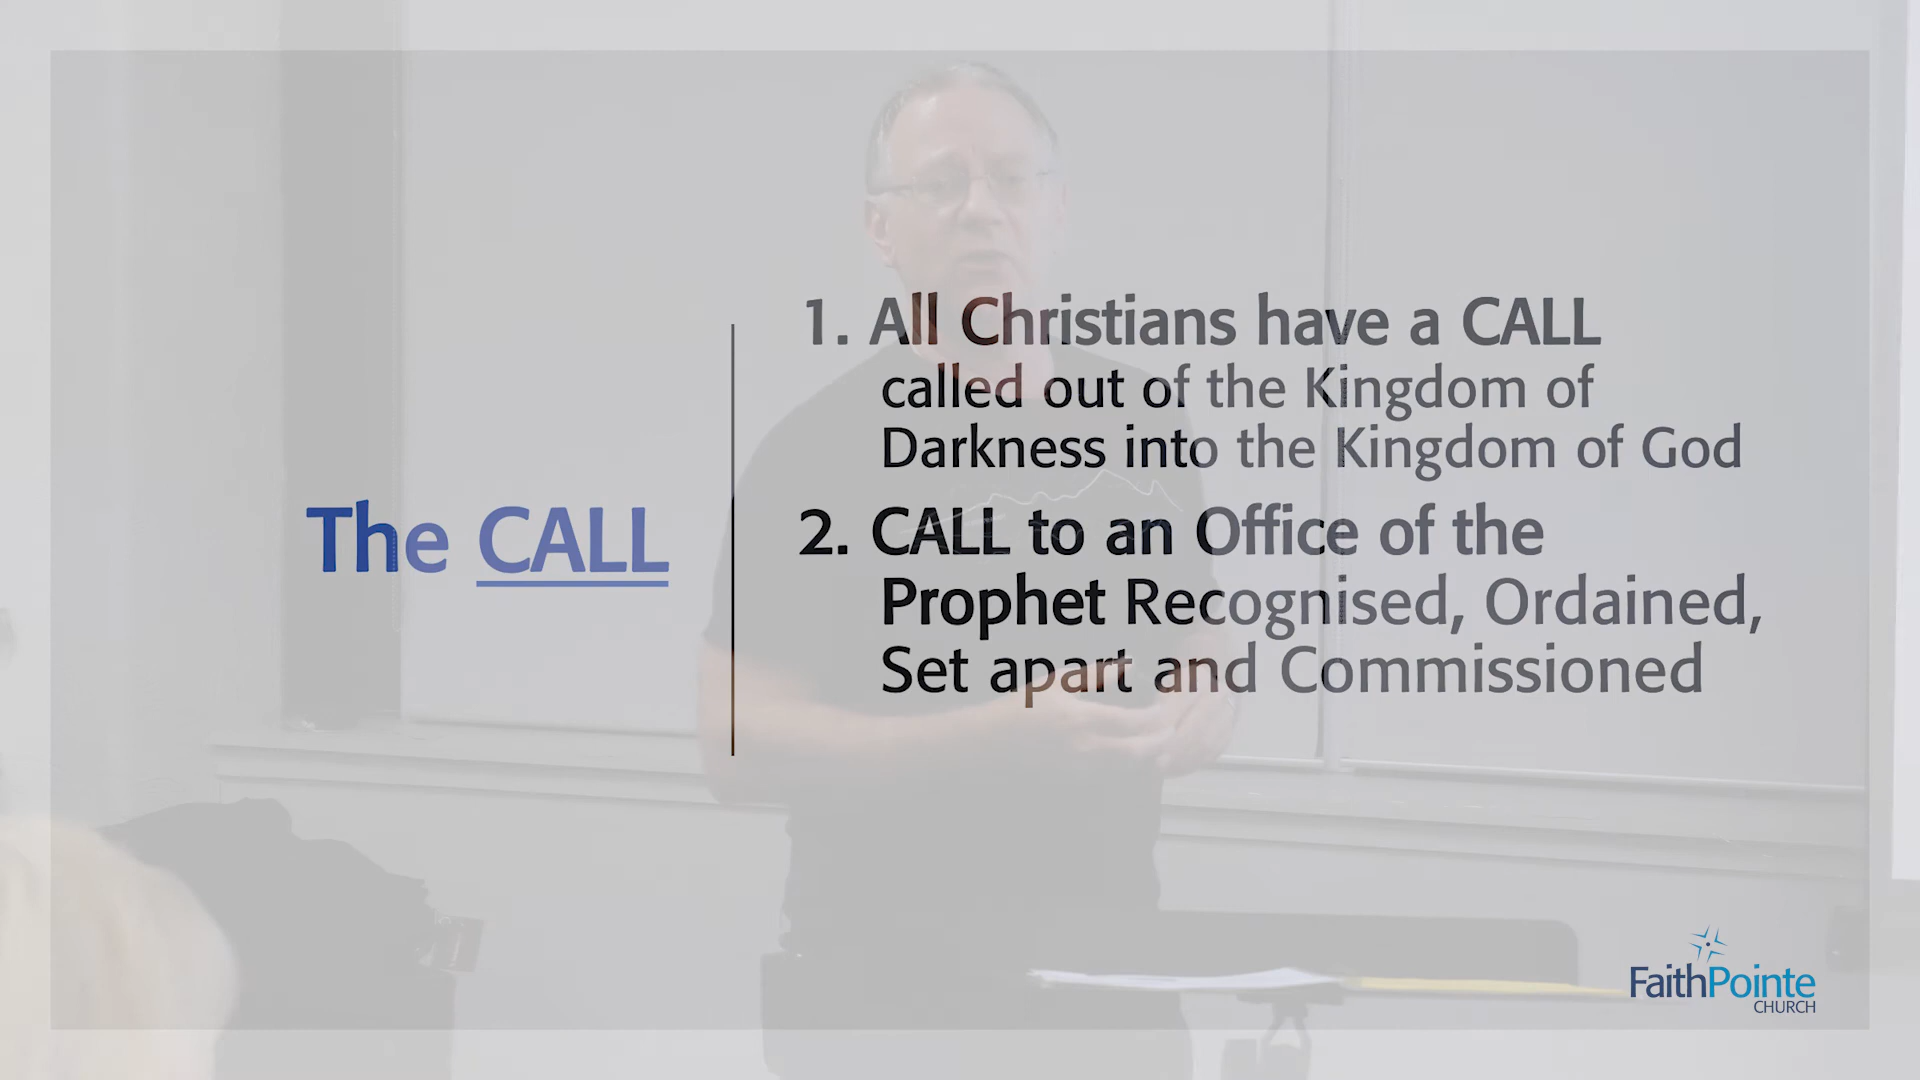 The CALL
1. All Christians have a CALL
called out of the Kingdom of
Darkness into the Kingdom of God
2. CALL to an Office of the
Prophet Recognised, Ordained,
Set apart and Commissioned
FaithPointe
CHURCH